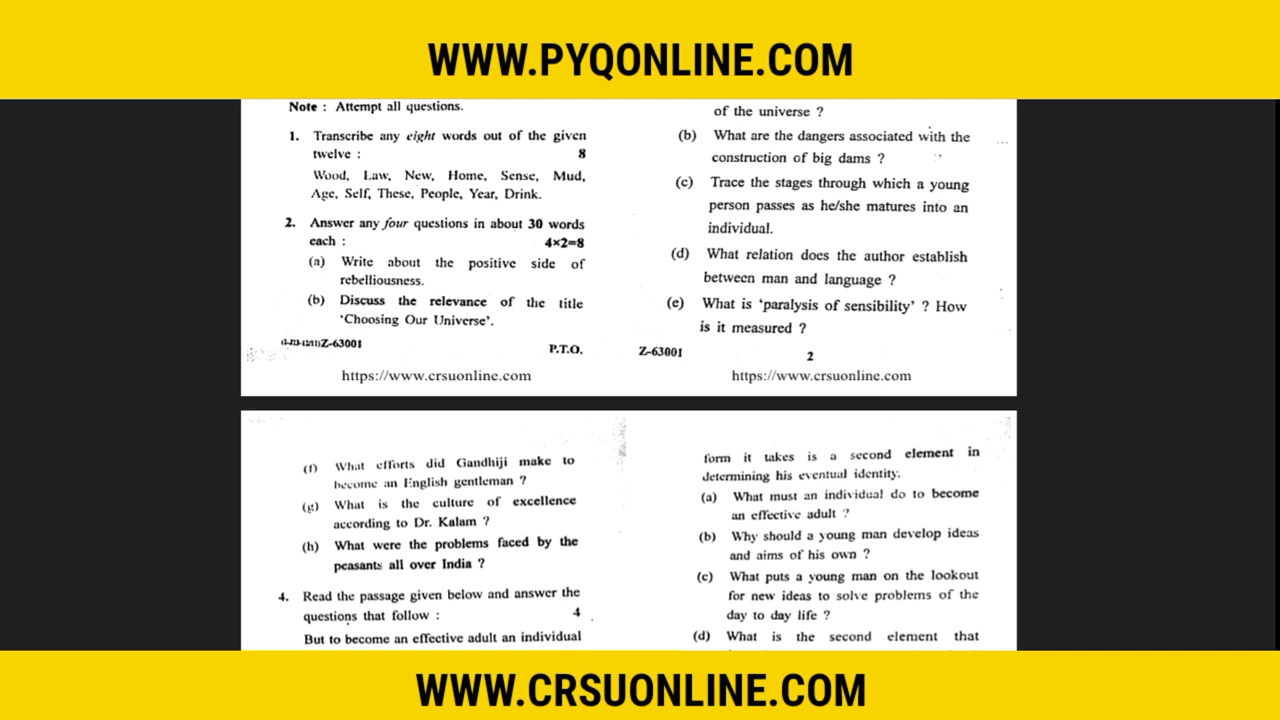 WWW.PYQONLINE.COM
Note : Attempt all questions.
1. Transcribe any eight words out of the given
twelve : 8
Wood, Law, New, Home, Sense, Mud,
Age, Self, These, People, Year, Drink.
2. Answer any four questions in about 30 words
each : 4×2=8
(a) Write about the positive side of
rebelliousness.
(b) Discuss the relevance of the title
'Choosing Our Universe'.
Z-63001 P.T.O.
https://www.crsuonline.com
of the universe ?
(b) What are the dangers associated with the
construction of big dams ?
(c) Trace the stages through which a young
person passes as he/she matures into an
individual.
(d) What relation does the author establish
between man and language ?
(e) What is 'paralysis of sensibility' ? How
is it measured ?
Z-63001 2
https://www.crsuonline.com
(f) What efforts did Gandhiji make to
become an English gentleman ?
(g) What is the culture of excellence
according to Dr. Kalam ?
(h) What were the problems faced by the
peasants all over India ?
4. Read the passage given below and answer the
questions that follow : 4
But to become an effective adult an individual
form it takes is a second element in
determining his eventual identity.
(a) What must an individual do to become
an effective adult ?
(b) Why should a young man develop ideas
and aims of his own ?
(c) What puts a young man on the lookout
for new ideas to solve problems of the
day to day life ?
(d) What is the second element that
WWW.CRSUONLINE.COM